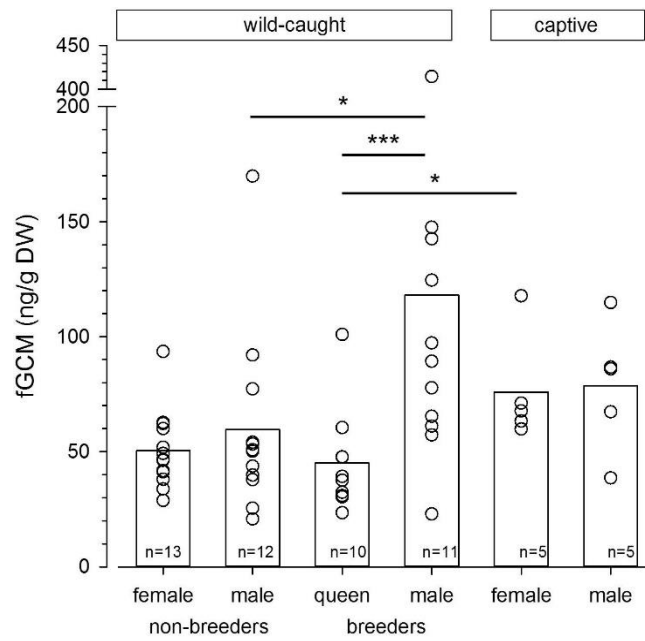 wild-caught captive
450
400
200
150
100
50
0
fGCM (ng/g DW)
*
***
*
n=13 n=12 n=10 n=11 n=5 n=5
female male queen male female male
non-breeders breeders